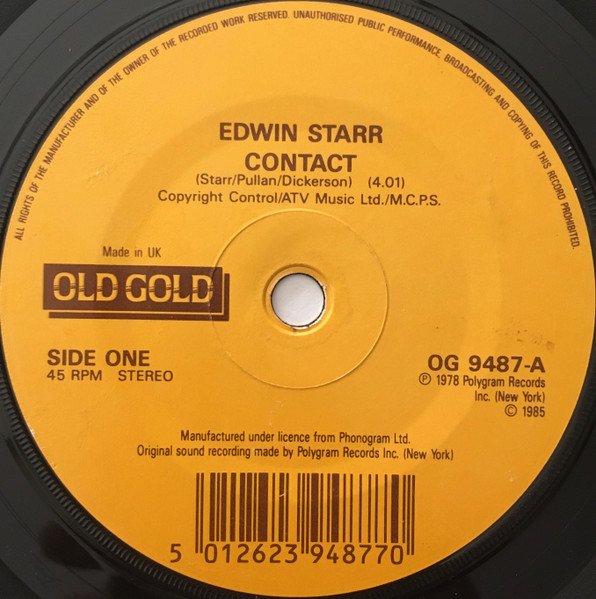 ALL RIGHTS OF THE MANUFACTURER AND OF THE OWNER OF THE RECORDED WORK RESERVED. UNAUTHORISED PUBLIC PERFORMANCE, BROADCASTING AND COPYING OF THIS RECORD PROHIBITED.
EDWIN STARR
CONTACT
(Starr/Pullan/Dickerson) (4.01)
Copyright Control/ATV Music Ltd./M.C.P.S.
Made in UK
OLD GOLD
SIDE ONE
45 RPM STEREO
OG 9487-A
℗ 1978 Polygram Records
Inc. (New York)
© 1985
Manufactured under licence from Phonogram Ltd.
Original sound recording made by Polygram Records Inc. (New York)
5 012623 948770